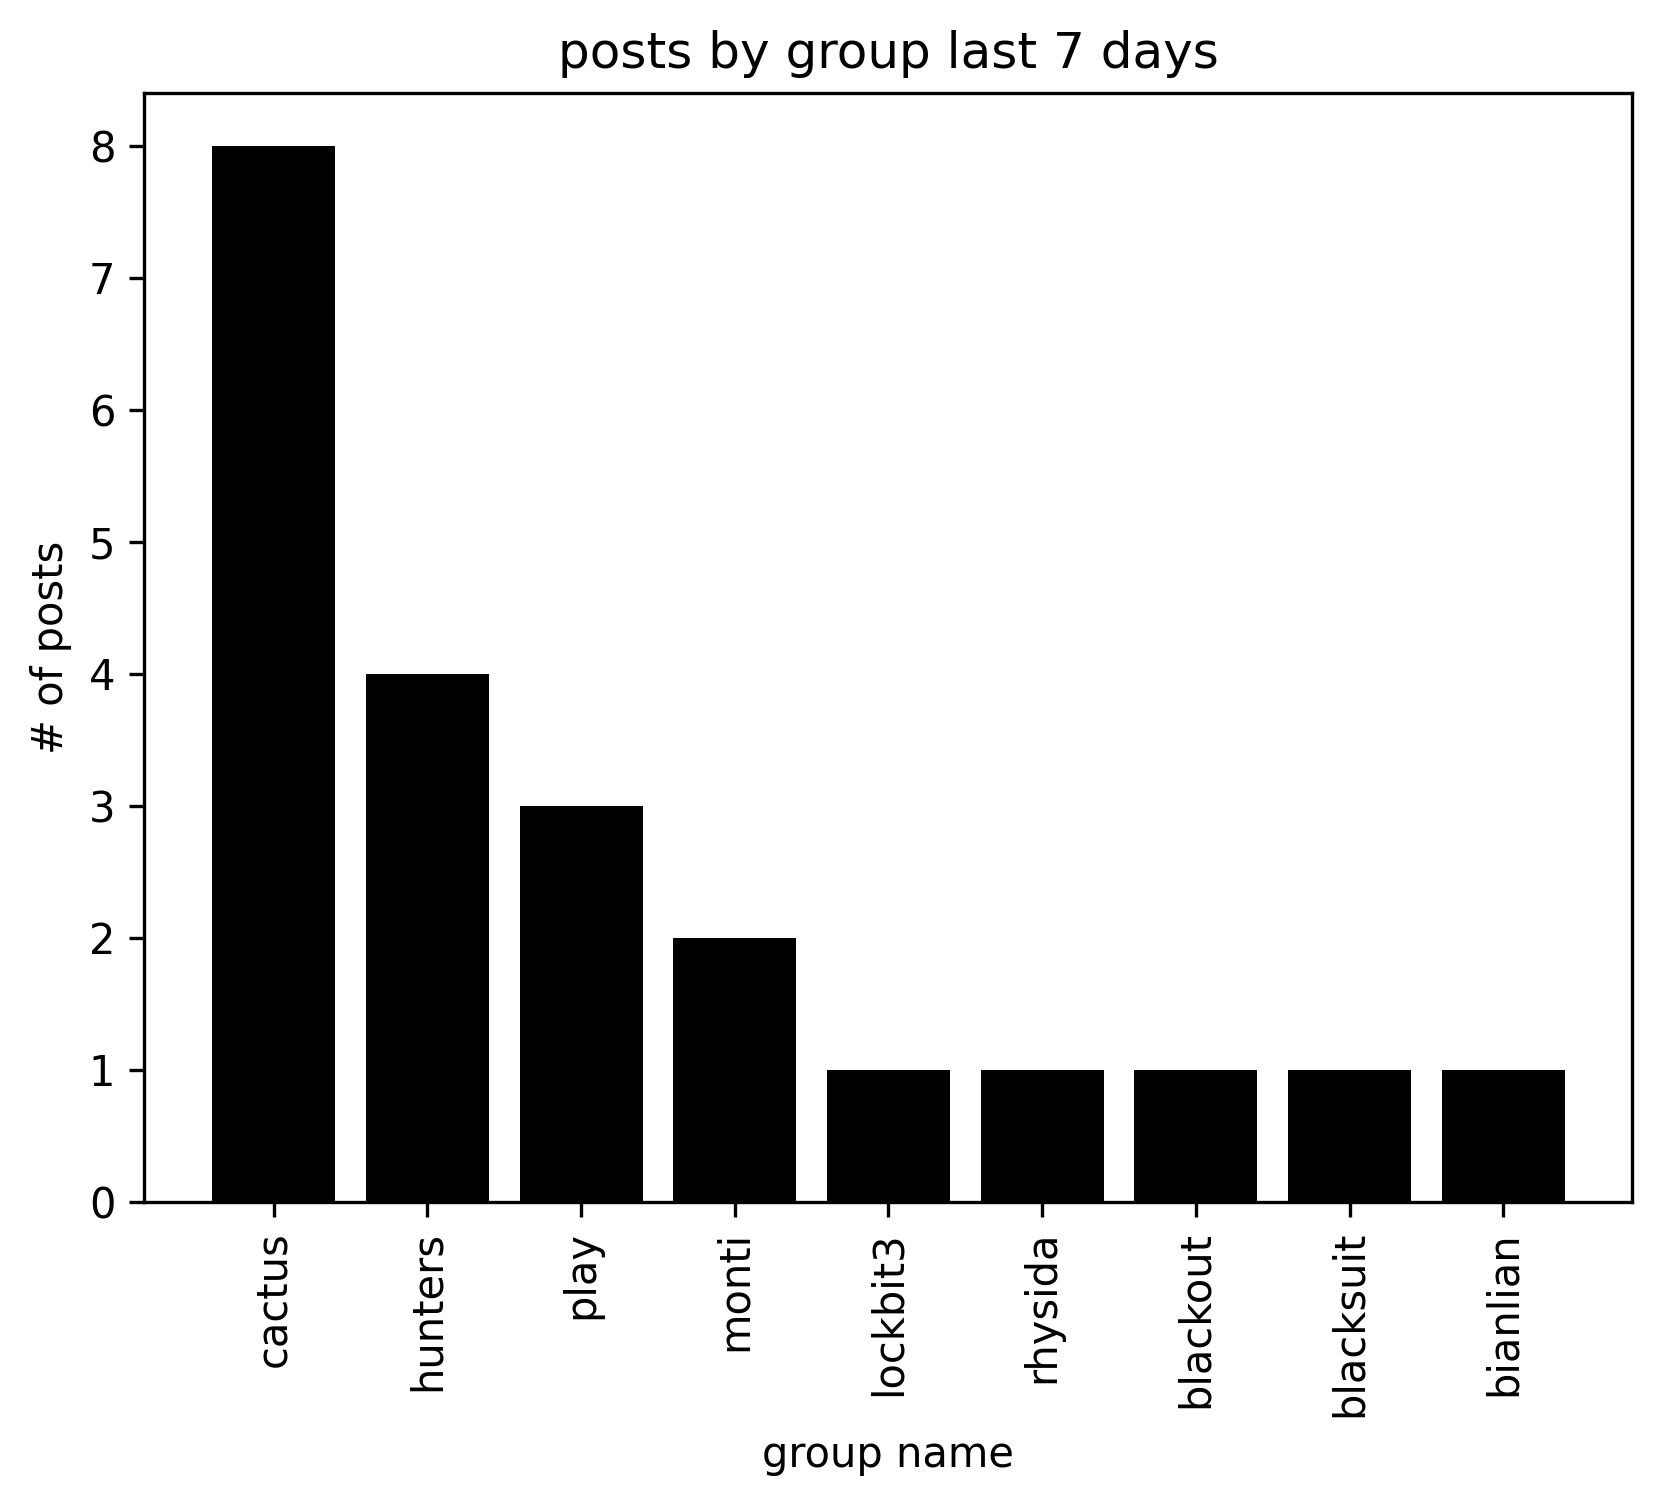 posts by group last 7 days
8
7
6
5
4
3
2
1
0
# of posts
cactus
hunters
play
monti
lockbit3
rhysida
blackout
blacksuit
bianlian
group name